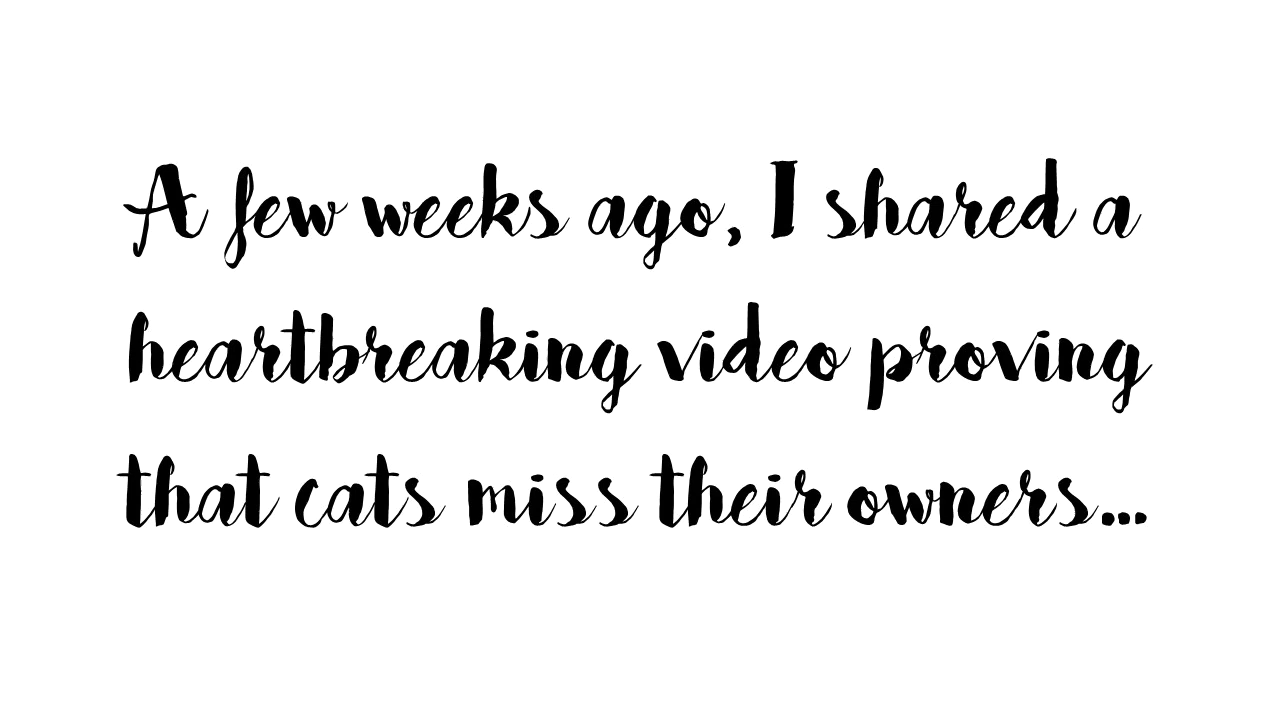 A few weeks ago, I shared a
heartbreaking video proving
that cats miss their owners...